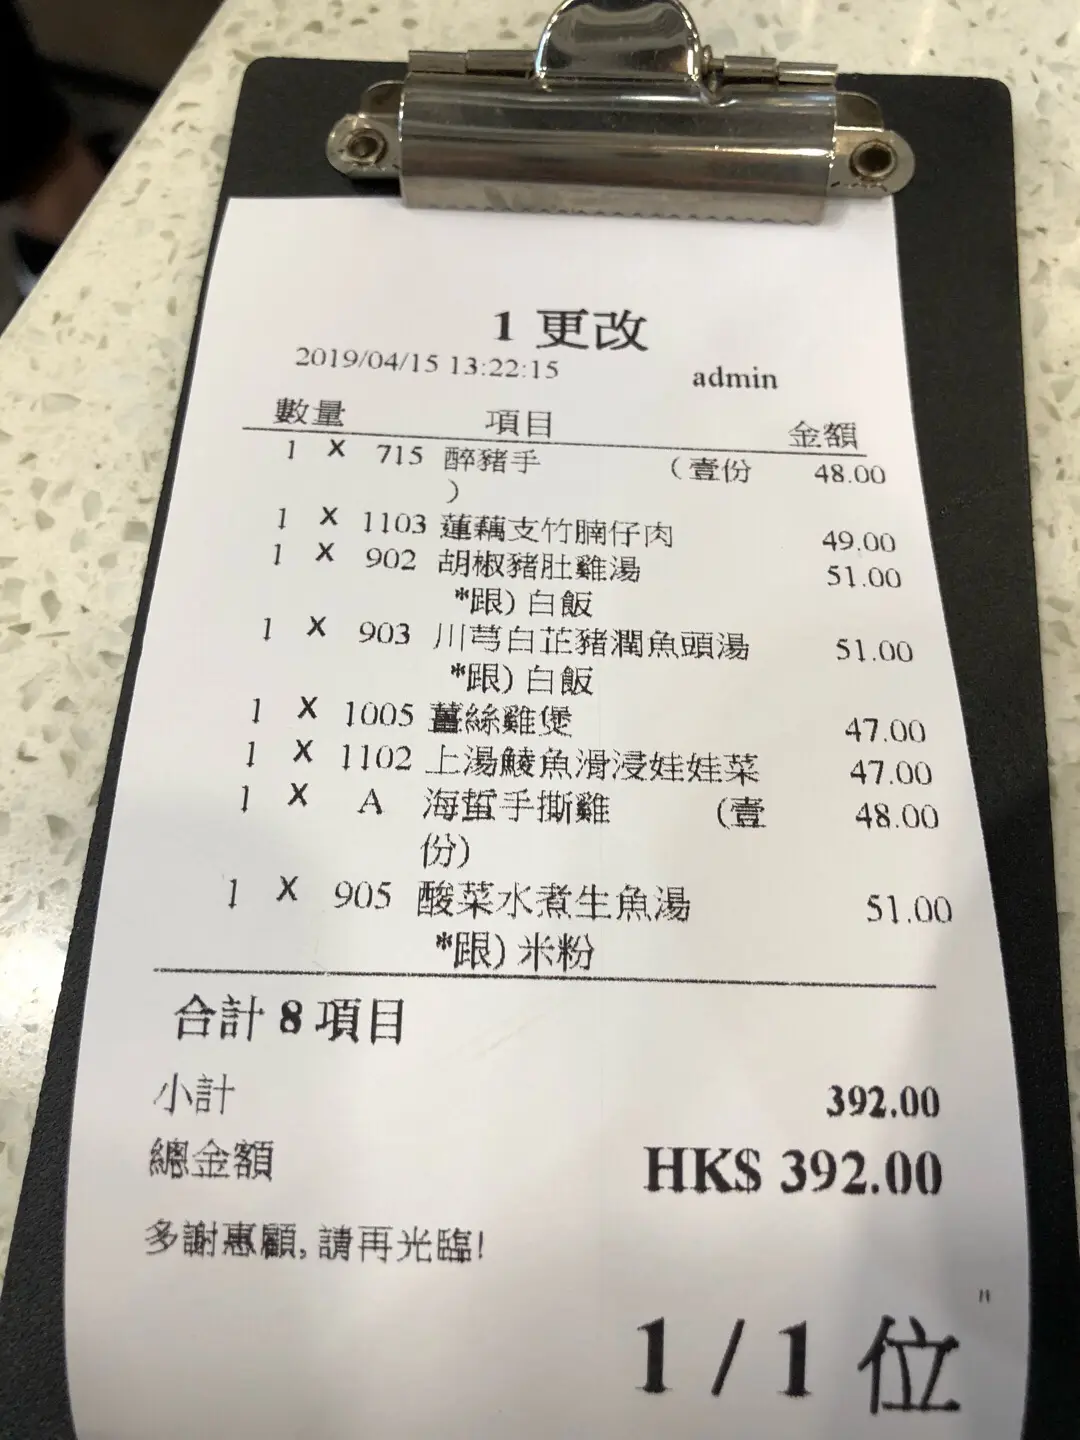 1 更改
2019/04/15 13:22:15 admin
數量 項目 金額
1 X 715 醉豬手 (壹份 48.00
)
1 X 1103 蓮藕支竹腩仔肉 49.00
1 X 902 胡椒豬肚雞湯 51.00
*跟) 白飯
1 X 903 川芎白芷豬潤魚頭湯 51.00
*跟) 白飯
1 X 1005 薑絲雞煲 47.00
1 X 1102 上湯鯪魚滑浸娃娃菜 47.00
1 X A 海蜇手撕雞 (壹 48.00
份)
1 X 905 酸菜水煮生魚湯 51.00
*跟) 米粉
合計 8 項目
小計 392.00
總金額 HK$ 392.00
多謝惠顧, 請再光臨!
"
1 / 1 位